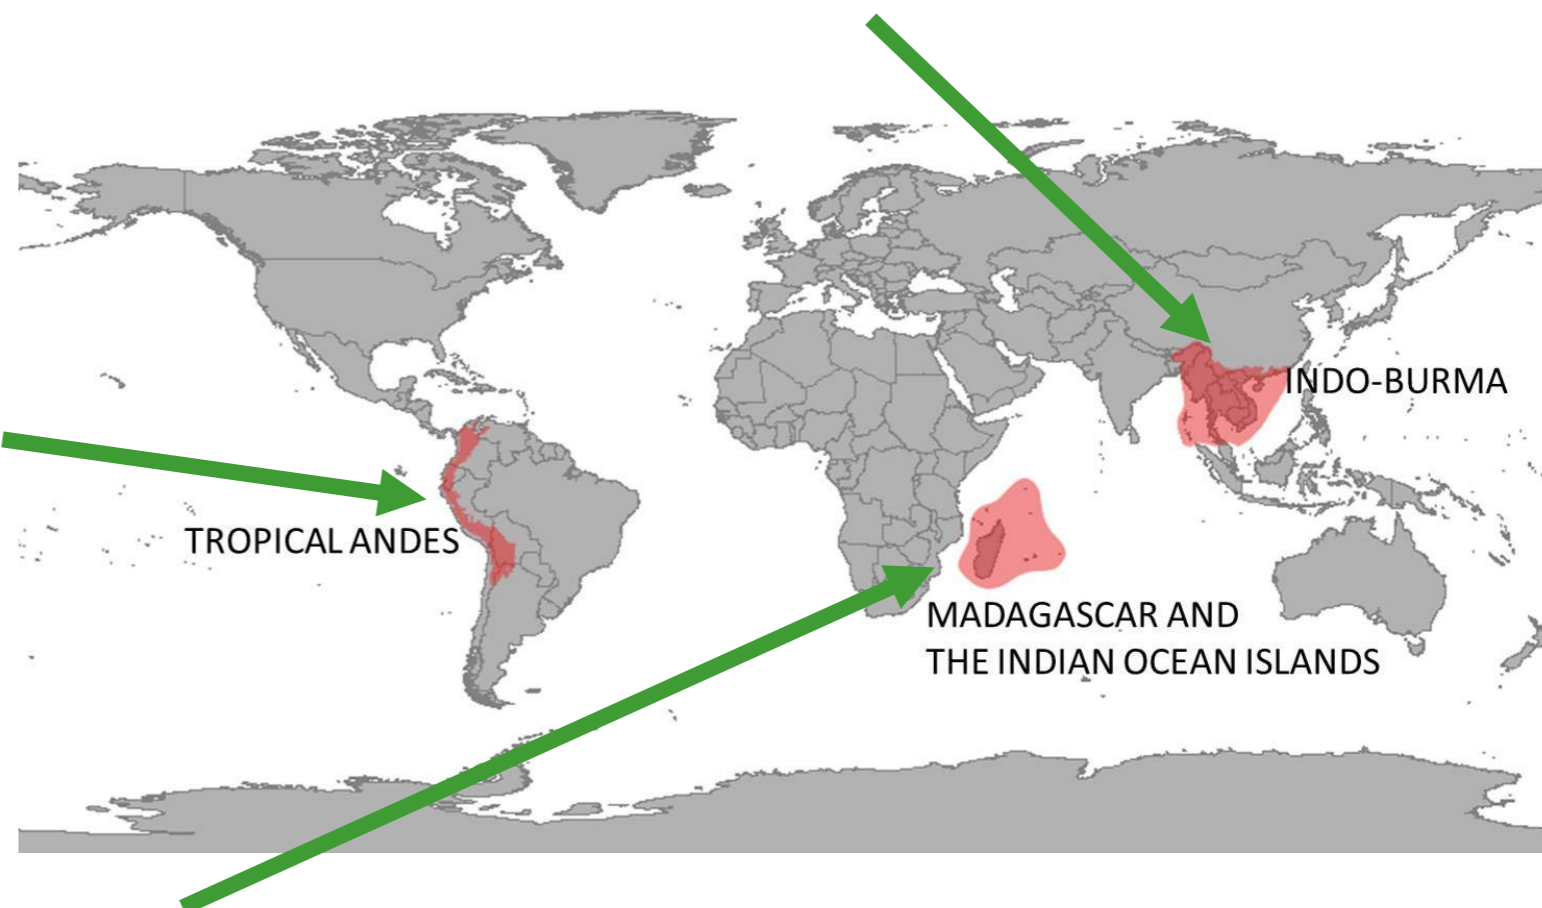 INDO-BURMA
TROPICAL ANDES
MADAGASCAR AND
THE INDIAN OCEAN ISLANDS